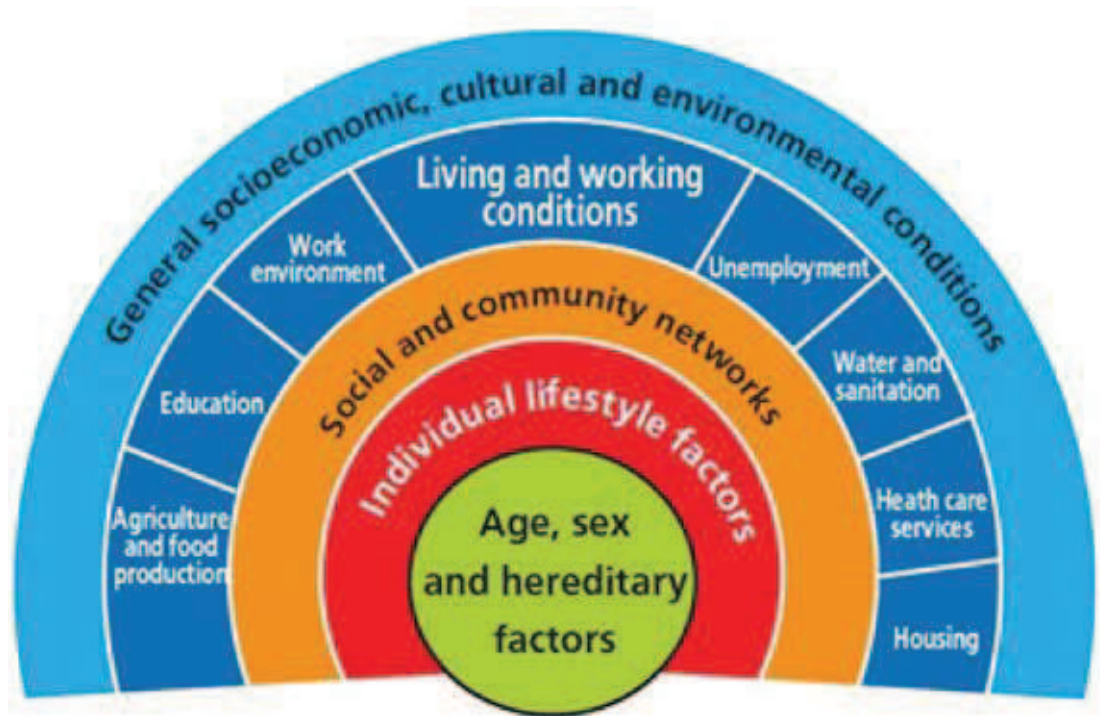 General socioeconomic, cultural and environmental conditions
Living and working
conditions
Work
environment
Unemployment
Education
Water and
sanitation
Agriculture
and food
production
Heath care
services
Housing
Social and community networks
Individual lifestyle factors
Age, sex
and hereditary
factors